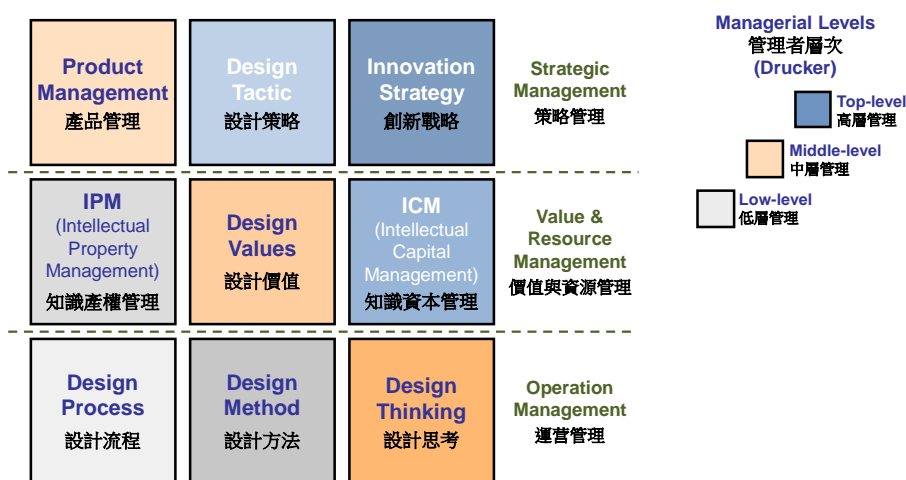 Product
Management
產品管理
Design
Tactic
設計策略
Innovation
Strategy
創新戰略
Strategic
Management
策略管理
IPM
(Intellectual
Property
Management)
知識產權管理
Design
Values
設計價值
ICM
(Intellectual
Capital
Management)
知識資本管理
Value &
Resource
Management
價值與資源管理
Design
Process
設計流程
Design
Method
設計方法
Design
Thinking
設計思考
Operation
Management
運营管理
Managerial Levels
管理者層次
(Drucker)
Top-level
高層管理
Middle-level
中層管理
Low-level
低層管理